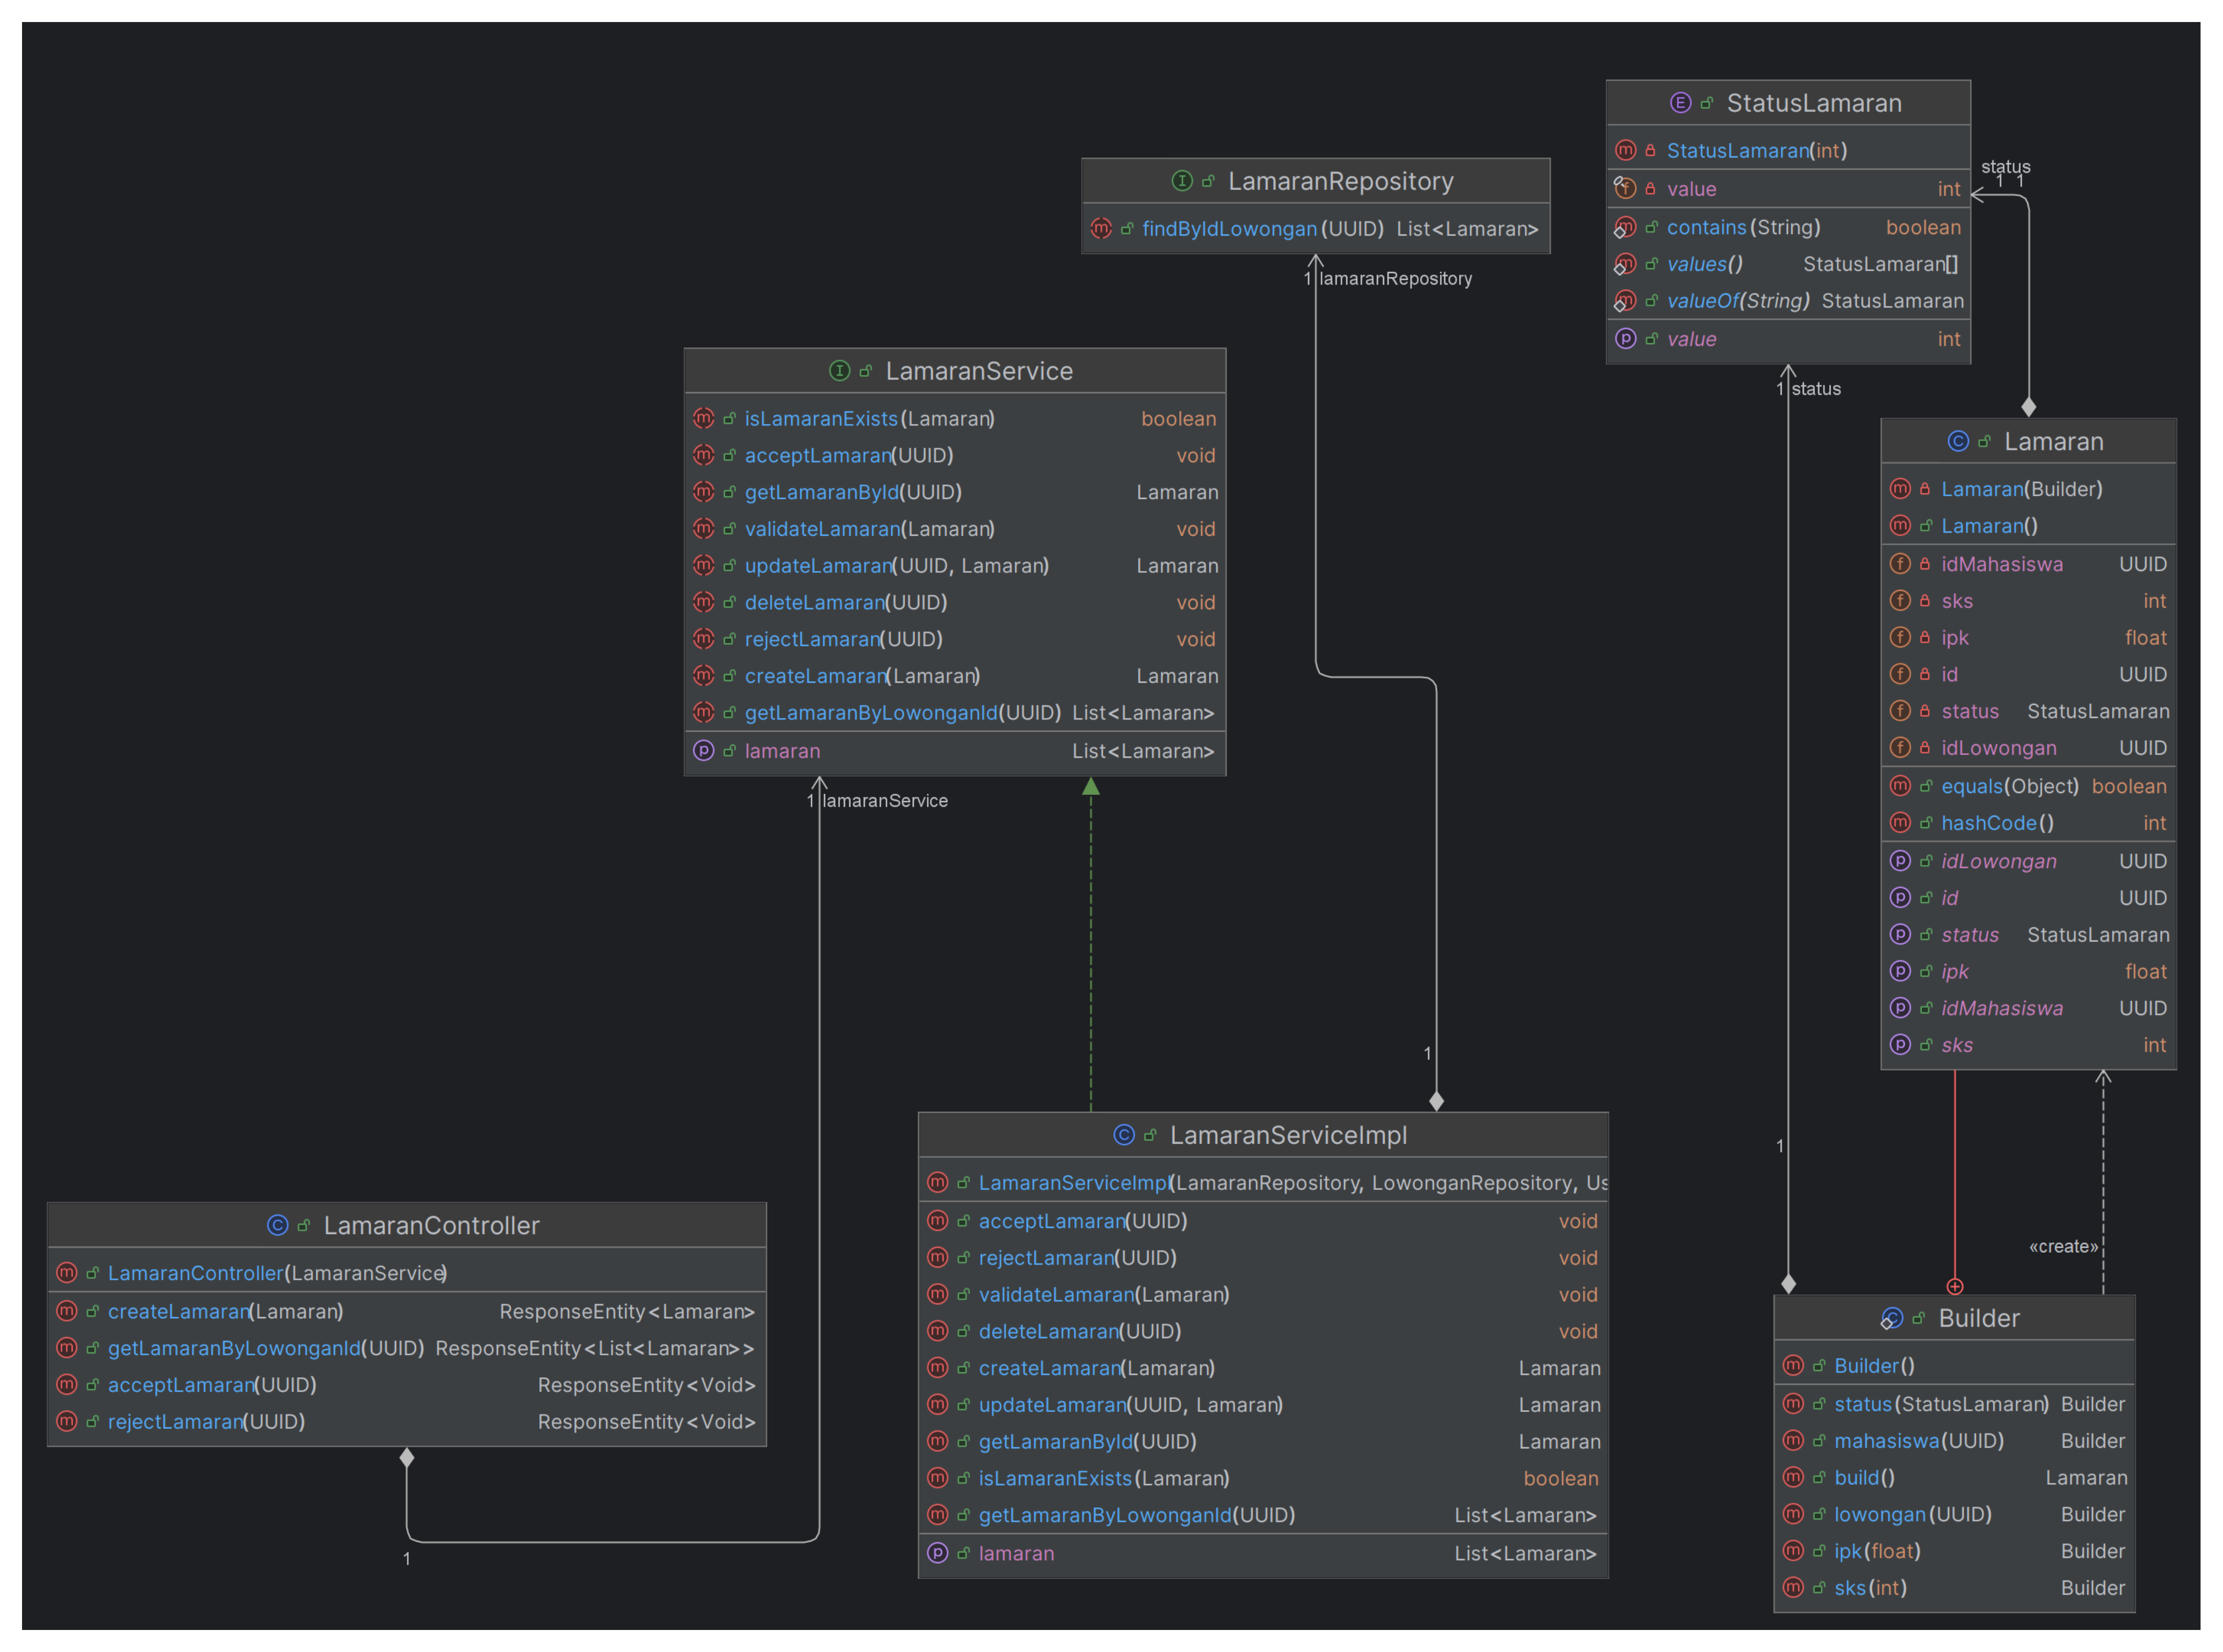 StatusLamaran
StatusLamaran(int)
value int
contains(String) boolean
values() StatusLamaran[]
valueOf(String) StatusLamaran
value int
status
1 1
1 status
LamaranRepository
findByIdLowongan(UUID) List<Lamaran>
1 lamaranRepository
LamaranService
isLamaranExists(Lamaran) boolean
acceptLamaran(UUID) void
getLamaranById(UUID) Lamaran
validateLamaran(Lamaran) void
updateLamaran(UUID, Lamaran) Lamaran
deleteLamaran(UUID) void
rejectLamaran(UUID) void
createLamaran(Lamaran) Lamaran
getLamaranByLowonganId(UUID) List<Lamaran>
lamaran List<Lamaran>
1 lamaranService
Lamaran
Lamaran(Builder)
Lamaran()
idMahasiswa UUID
sks int
ipk float
id UUID
status StatusLamaran
idLowongan UUID
equals(Object) boolean
hashCode() int
idLowongan UUID
id UUID
status StatusLamaran
ipk float
idMahasiswa UUID
sks int
1
1
«create»
LamaranServiceImpl
LamaranServiceImpl(LamaranRepository, LowonganRepository, Us
acceptLamaran(UUID) void
rejectLamaran(UUID) void
validateLamaran(Lamaran) void
deleteLamaran(UUID) void
createLamaran(Lamaran) Lamaran
updateLamaran(UUID, Lamaran) Lamaran
getLamaranById(UUID) Lamaran
isLamaranExists(Lamaran) boolean
getLamaranByLowonganId(UUID) List<Lamaran>
lamaran List<Lamaran>
LamaranController
LamaranController(LamaranService)
createLamaran(Lamaran) ResponseEntity<Lamaran>
getLamaranByLowonganId(UUID) ResponseEntity<List<Lamaran>>
acceptLamaran(UUID) ResponseEntity<Void>
rejectLamaran(UUID) ResponseEntity<Void>
1
Builder
Builder()
status(StatusLamaran) Builder
mahasiswa(UUID) Builder
build() Lamaran
lowongan(UUID) Builder
ipk(float) Builder
sks(int) Builder